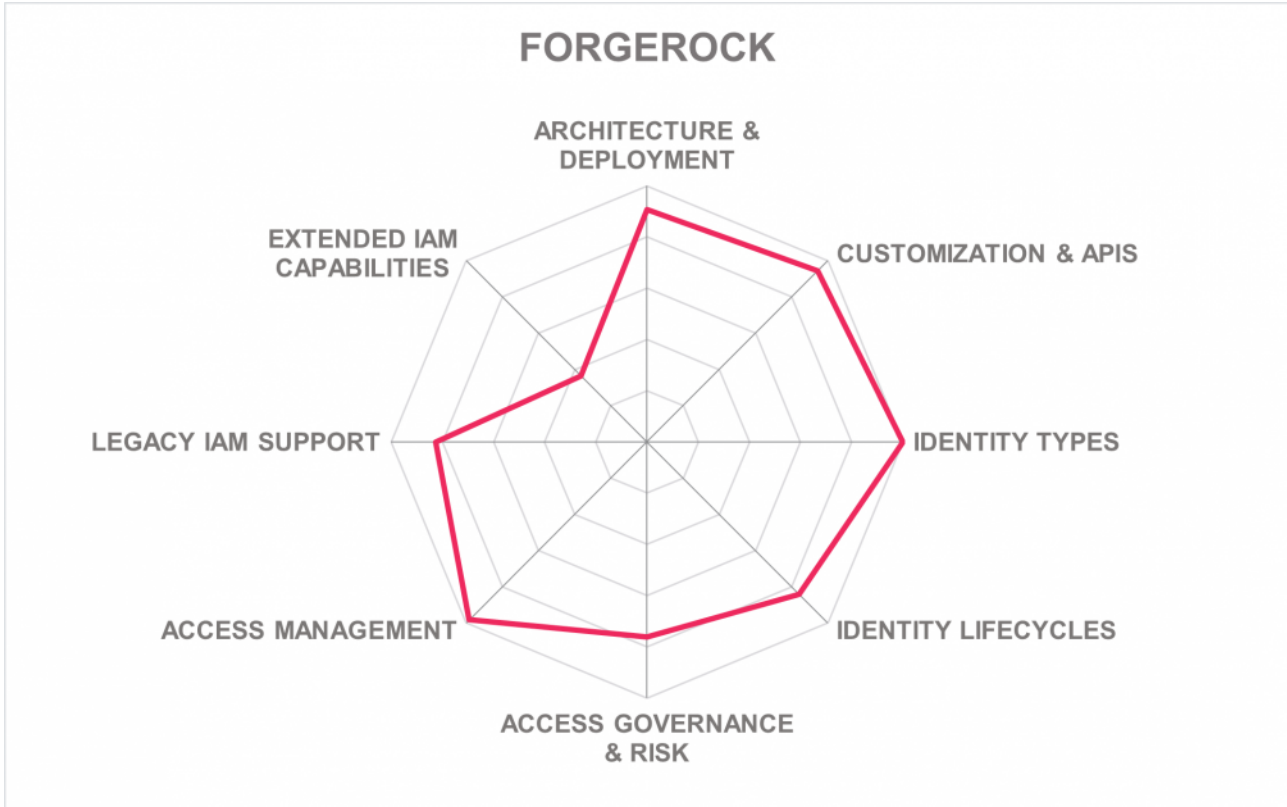 FORGEROCK
ARCHITECTURE &
DEPLOYMENT
EXTENDED IAM
CAPABILITIES
CUSTOMIZATION & APIS
LEGACY IAM SUPPORT
IDENTITY TYPES
ACCESS MANAGEMENT
IDENTITY LIFECYCLES
ACCESS GOVERNANCE
& RISK